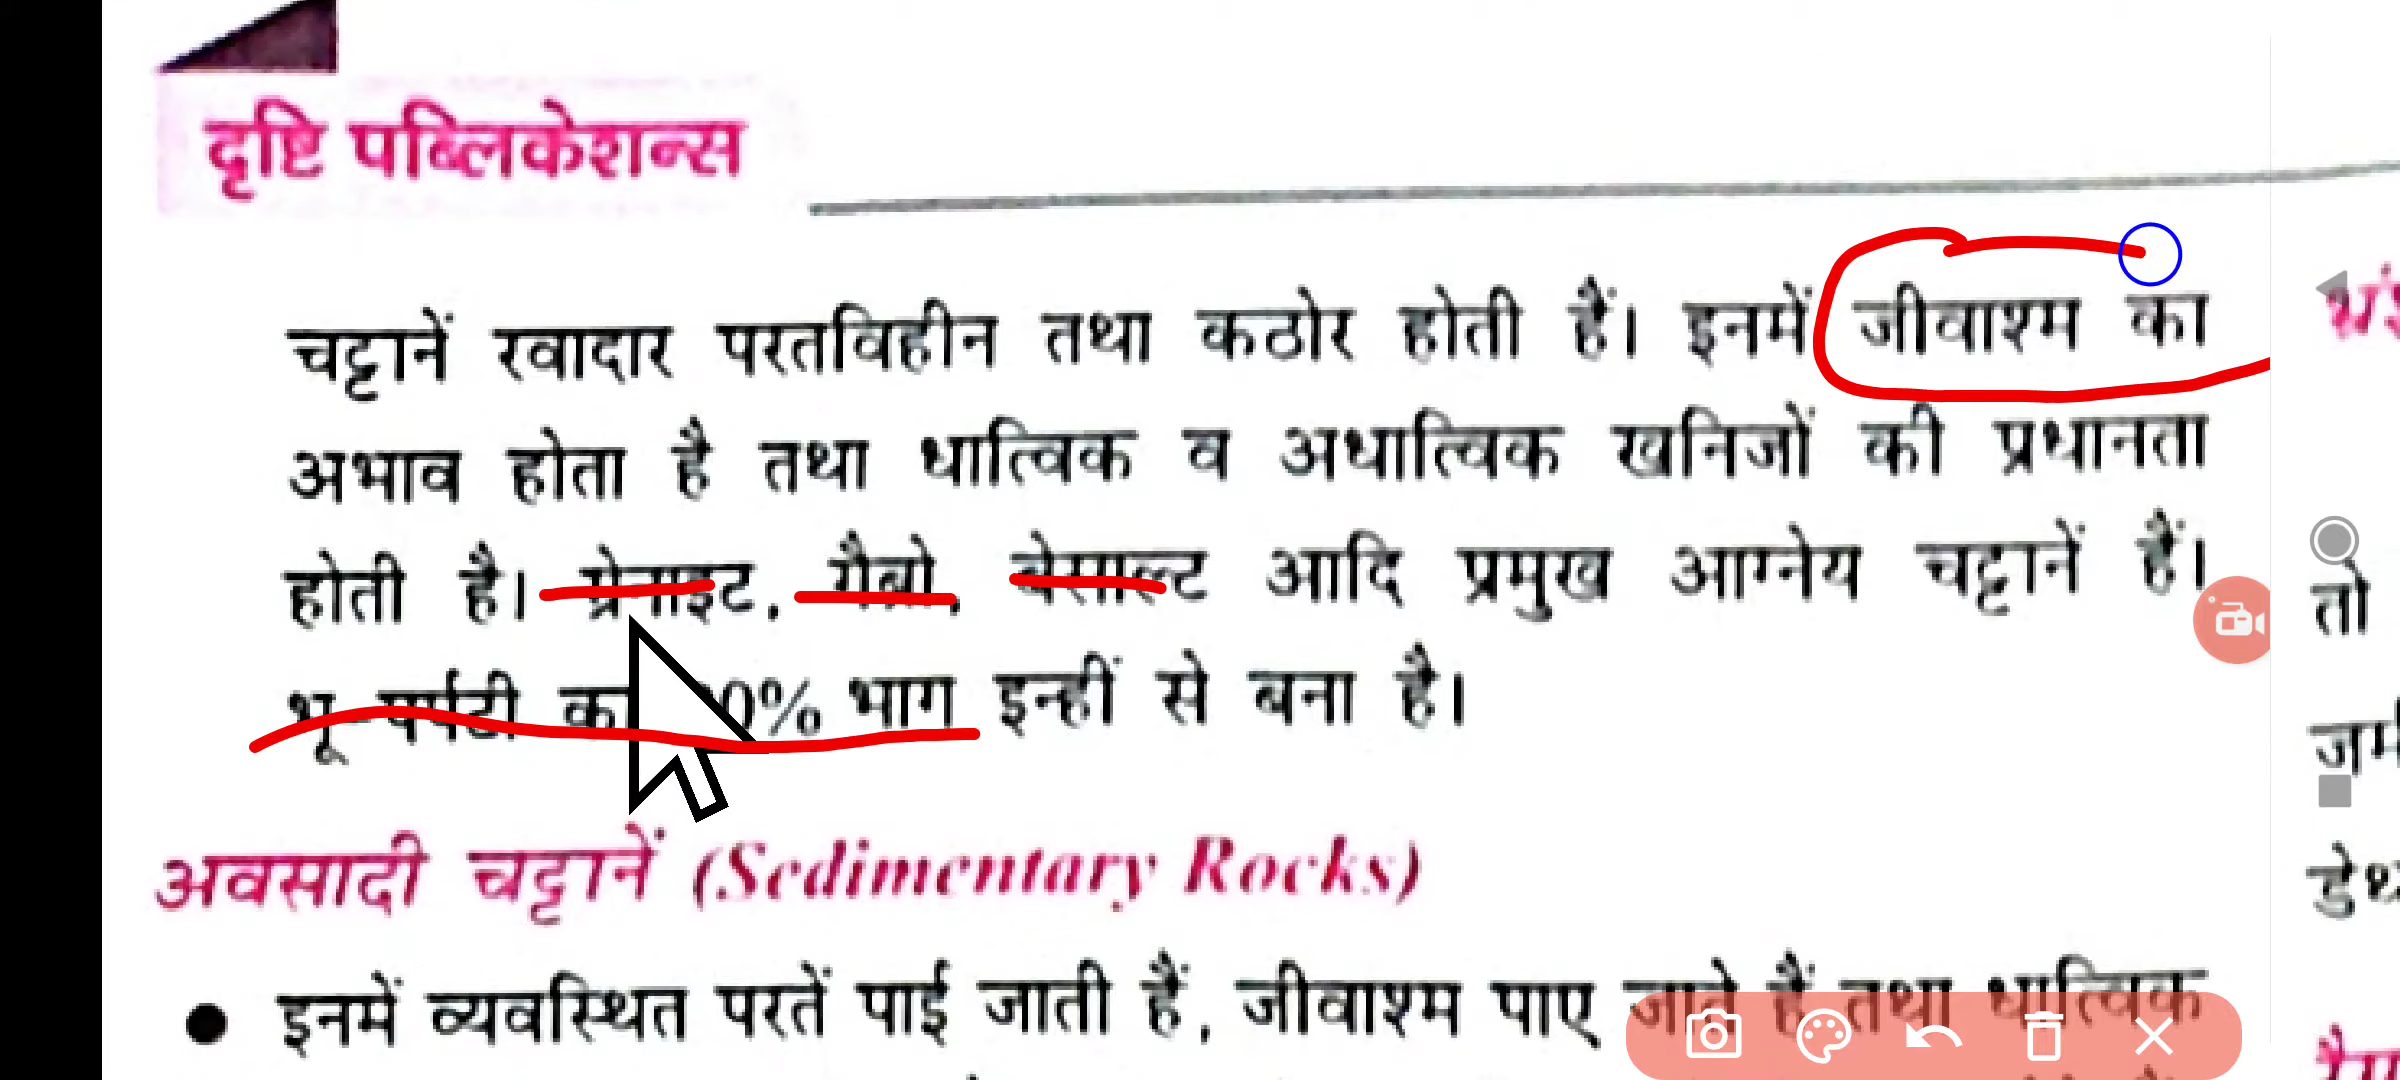 दृष्टि पब्लिकेशन्स
चट्टानें रवादार परतविहीन तथा कठोर होती हैं। इनमें जीवाश्म का
अभाव होता है तथा धात्विक व अधात्विक खनिजों की प्रधानता
होती है। ग्रेनाइट, गैब्रो, बेसाल्ट आदि प्रमुख आग्नेय चट्टानें हैं।
भू-पर्पटी का भाग इन्हीं से बना है।
अवसादी चट्टानें (Sedimentary Rocks)
इनमें व्यवस्थित परतें पाई जाती हैं, जीवाश्म पाए जाते हैं तथा धात्विक
तो